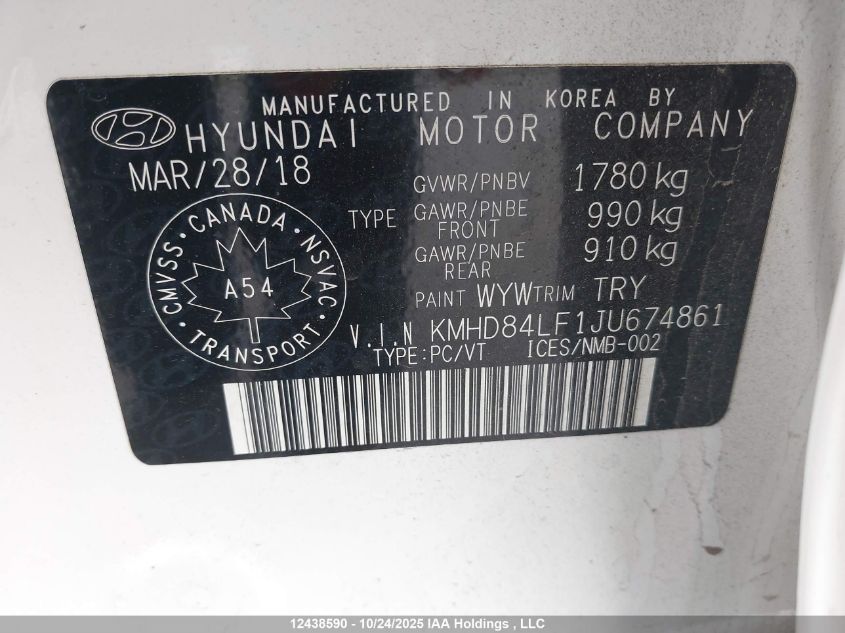 MANUFACTURED IN KOREA BY
HYUNDAI MOTOR COMPANY
MAR/28/18
GVWR/PNBV 1780 kg
TYPE GAWR/PNBE FRONT 990 kg
GAWR/PNBE REAR 910 kg
PAINT WYW TRIM TRY
CMVSS · CANADA · NSVAC · TRANSPORT ·
A54
V.I.N KMHD84LF1JU674861
TYPE:PC/VT ICES/NMB-002
12438590 - 10/24/2025 IAA Holdings , LLC